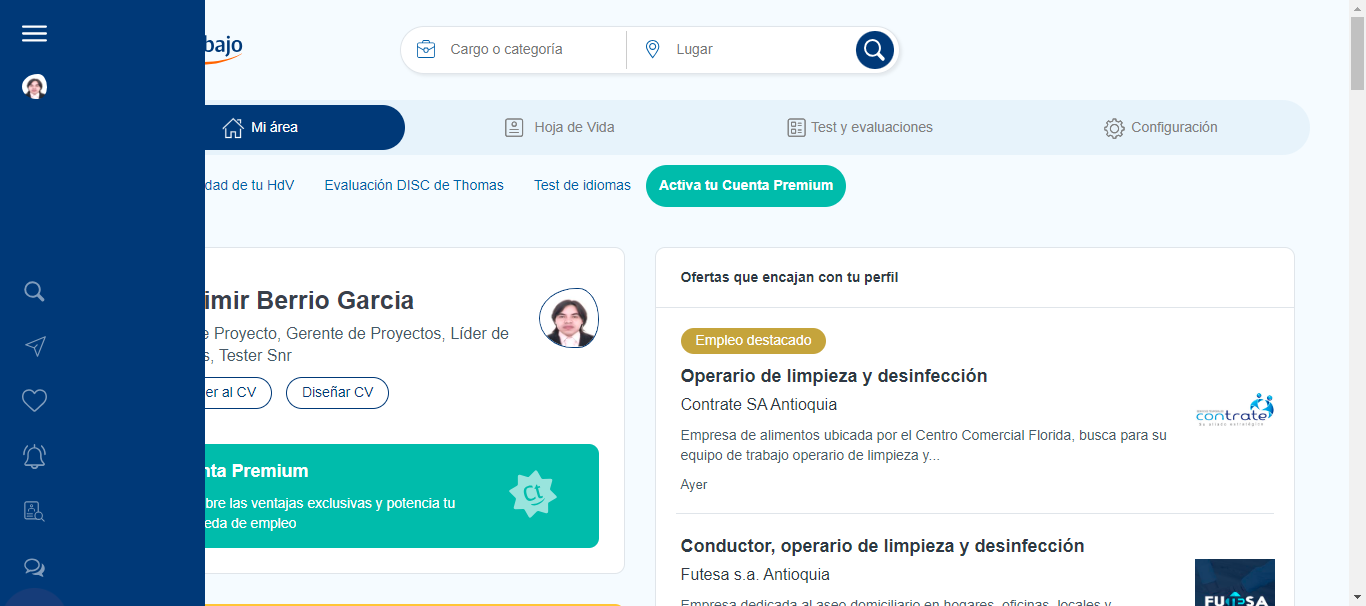 bajo
Cargo o categoría
Lugar
Mi área
Hoja de Vida
Test y evaluaciones
Configuración
dad de tu HdV
Evaluación DISC de Thomas
Test de idiomas
Activa tu Cuenta Premium
imir Berrio Garcia
e Proyecto, Gerente de Proyectos, Líder de
s, Tester Snr
er al CV
Diseñar CV
nta Premium
bre las ventajas exclusivas y potencia tu
eda de empleo
Ct
Ofertas que encajan con tu perfil
Empleo destacado
Operario de limpieza y desinfección
Contrate SA Antioquia
contrate
Empresa de alimentos ubicada por el Centro Comercial Florida, busca para su
equipo de trabajo operario de limpieza y...
Ayer
Conductor, operario de limpieza y desinfección
Futesa s.a. Antioquia
FUTESA
Empresa dedicada al aseo domiciliario en hogares, oficinas, locales y